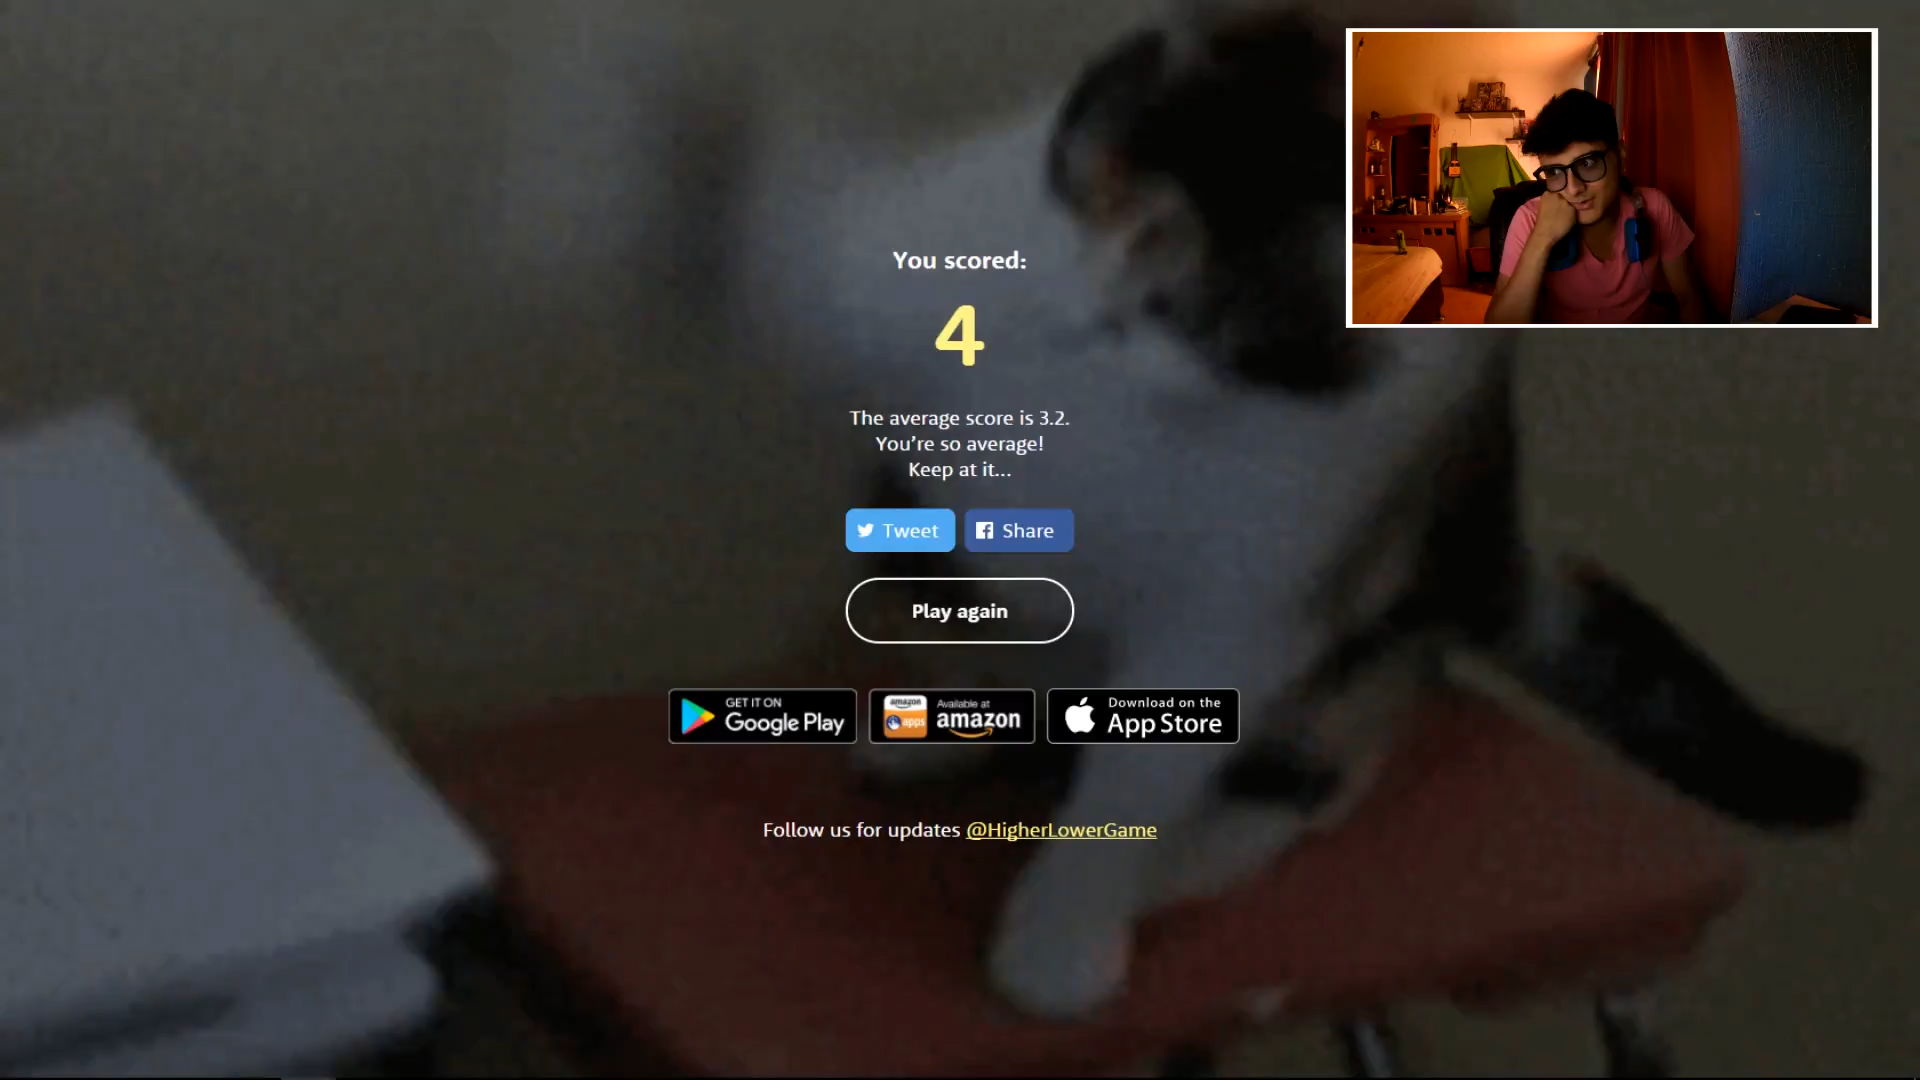 You scored:
4
The average score is 3.2.
You’re so average!
Keep at it...
Tweet
Share
Play again
GET IT ON
Google Play
amazon
apps
Available at
amazon
Download on the
App Store
Follow us for updates @HigherLowerGame